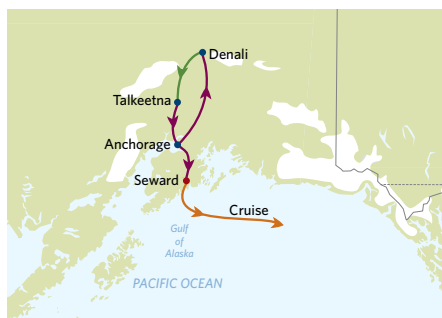 Denali
Talkeetna
Anchorage
Seward
Cruise
Gulf
of
Alaska
PACIFIC OCEAN